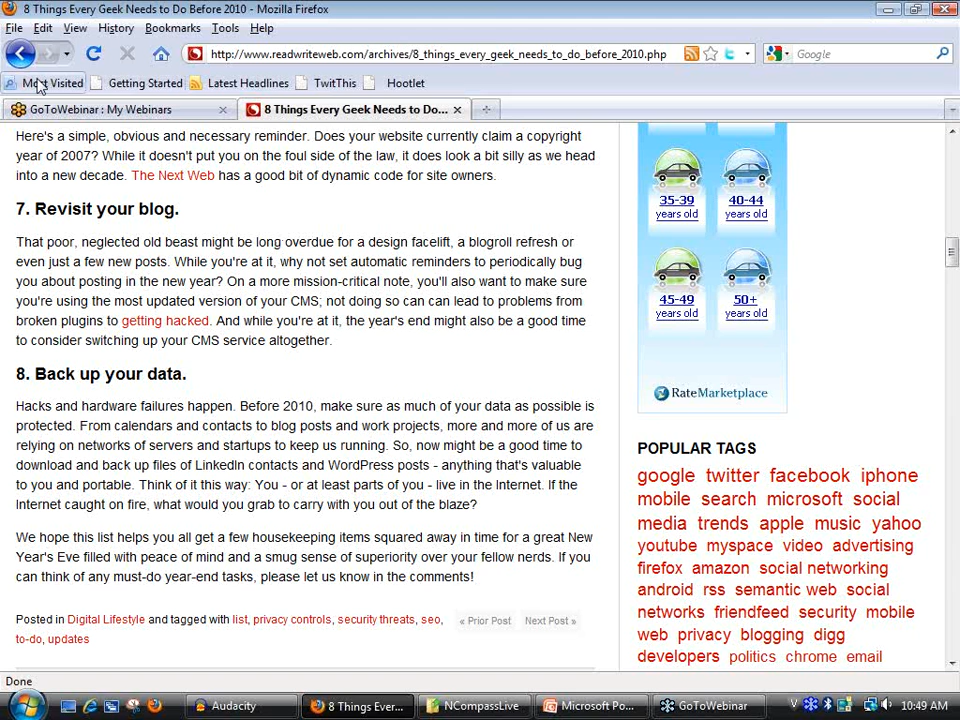 8 Things Every Geek Needs to Do Before 2010 - Mozilla Firefox
File Edit View History Bookmarks Tools Help
http://www.readwriteweb.com/archives/8_things_every_geek_needs_to_do_before_2010.php
Google
Most Visited Getting Started Latest Headlines TwitThis Hootlet
GoToWebinar : My Webinars
8 Things Every Geek Needs to Do...
Here's a simple, obvious and necessary reminder. Does your website currently claim a copyright
year of 2007? While it doesn't put you on the foul side of the law, it does look a bit silly as we head
into a new decade. The Next Web has a good bit of dynamic code for site owners.
7. Revisit your blog.
That poor, neglected old beast might be long overdue for a design facelift, a blogroll refresh or
even just a few new posts. While you're at it, why not set automatic reminders to periodically bug
you about posting in the new year? On a more mission-critical note, you'll also want to make sure
you're using the most updated version of your CMS; not doing so can can lead to problems from
broken plugins to getting hacked. And while you're at it, the year's end might also be a good time
to consider switching up your CMS service altogether.
8. Back up your data.
Hacks and hardware failures happen. Before 2010, make sure as much of your data as possible is
protected. From calendars and contacts to blog posts and work projects, more and more of us are
relying on networks of servers and startups to keep us running. So, now might be a good time to
download and back up files of LinkedIn contacts and WordPress posts - anything that's valuable
to you and portable. Think of it this way: You - or at least parts of you - live in the Internet. If the
Internet caught on fire, what would you grab to carry with you out of the blaze?
We hope this list helps you all get a few housekeeping items squared away in time for a great New
Year's Eve filled with peace of mind and a smug sense of superiority over your fellow nerds. If you
can think of any must-do year-end tasks, please let us know in the comments!
Posted in Digital Lifestyle and tagged with list, privacy controls, security threats, seo,
to-do, updates
« Prior Post Next Post »
35-39 40-44
years old years old
45-49 50+
years old years old
RateMarketplace
POPULAR TAGS
google twitter facebook iphone
mobile search microsoft social
media trends apple music yahoo
youtube myspace video advertising
firefox amazon social networking
android rss semantic web social
networks friendfeed security mobile
web privacy blogging digg
developers politics chrome email
Done
Audacity
8 Things Ever...
NCompassLive
Microsoft Po...
GoToWebinar
V
10:49 AM